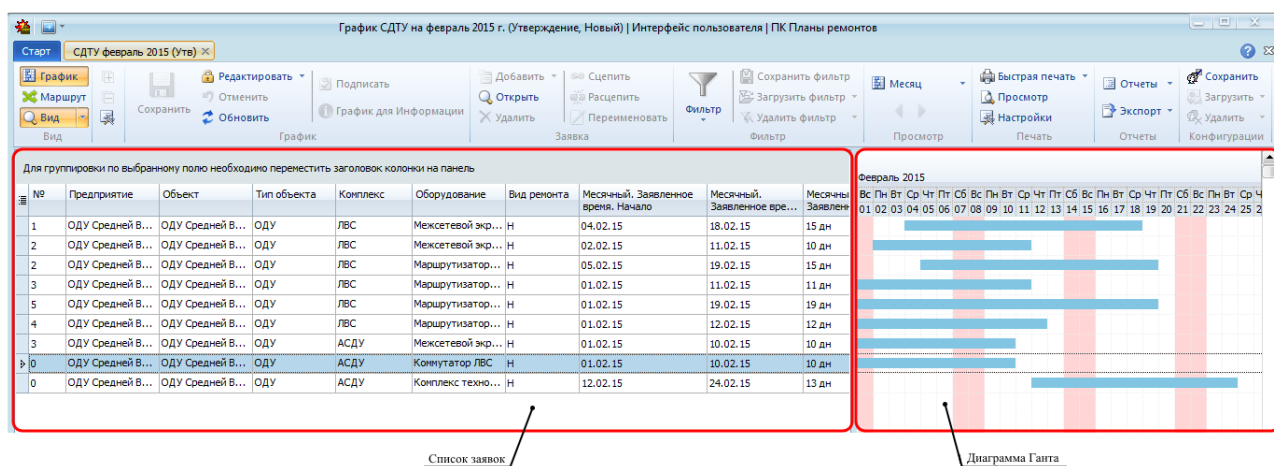 График СДТУ на февраль 2015 г. (Утверждение, Новый) | Интерфейс пользователя | ПК Планы ремонтов
Старт СДТУ февраль 2015 (Утв)
График Редактировать Подписать Добавить Сцепить Сохранить фильтр Месяц Быстрая печать Отчеты Сохранить
Маршрут Сохранить Отменить Открыть Расцепить Фильтр Загрузить фильтр Просмотр Экспорт Загрузить
Вид Обновить График для Информации Удалить Переименовать Удалить фильтр Настройки Удалить
Вид График Заявка Фильтр Просмотр Печать Отчеты Конфигурации
Для группировки по выбранному полю необходимо переместить заголовок колонки на панель
Февраль 2015
№ Предприятие Объект Тип объекта Комплекс Оборудование Вид ремонта Месячный. Заявленное время. Начало Месячный. Заявленное вре... Месячны Заявленн
Вс Пн Вт Ср Чт Пт Сб Вс Пн Вт Ср Чт Пт Сб Вс Пн Вт Ср Чт Пт Сб Вс Пн Вт Ср Ч
01 02 03 04 05 06 07 08 09 10 11 12 13 14 15 16 17 18 19 20 21 22 23 24 25 2
1 ОДУ Средней В... ОДУ Средней В... ОДУ ЛВС Межсетевой экр... Н 04.02.15 18.02.15 15 дн
2 ОДУ Средней В... ОДУ Средней В... ОДУ ЛВС Межсетевой экр... Н 02.02.15 11.02.15 10 дн
2 ОДУ Средней В... ОДУ Средней В... ОДУ ЛВС Маршрутизатор... Н 05.02.15 19.02.15 15 дн
3 ОДУ Средней В... ОДУ Средней В... ОДУ ЛВС Маршрутизатор... Н 01.02.15 11.02.15 11 дн
5 ОДУ Средней В... ОДУ Средней В... ОДУ ЛВС Маршрутизатор... Н 01.02.15 19.02.15 19 дн
4 ОДУ Средней В... ОДУ Средней В... ОДУ ЛВС Маршрутизатор... Н 01.02.15 12.02.15 12 дн
3 ОДУ Средней В... ОДУ Средней В... ОДУ АСДУ Межсетевой экр... Н 01.02.15 10.02.15 10 дн
0 ОДУ Средней В... ОДУ Средней В... ОДУ АСДУ Коммутатор ЛВС Н 01.02.15 10.02.15 10 дн
0 ОДУ Средней В... ОДУ Средней В... ОДУ АСДУ Комплекс техно... Н 12.02.15 24.02.15 13 дн
Список заявок
Диаграмма Ганта